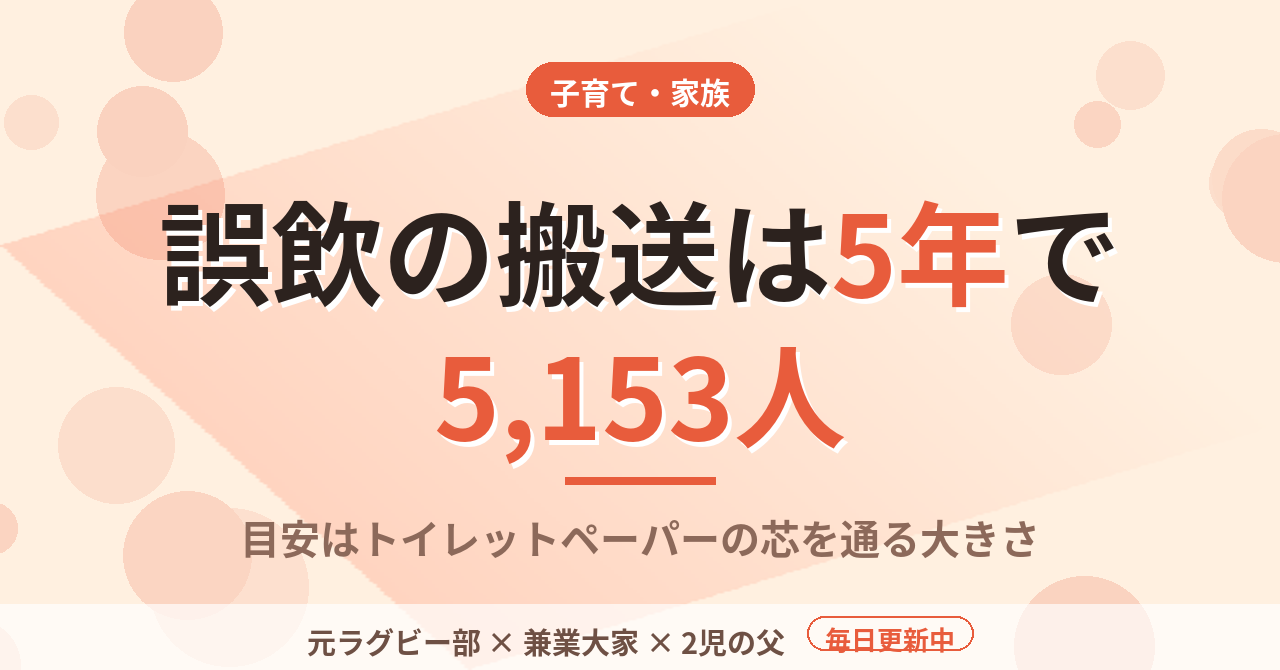 子育て・家族
誤飲の搬送は5年で
5,153人
目安はトイレットペーパーの芯を通る大きさ
元ラグビー部 × 兼業大家 × 2児の父 毎日更新中